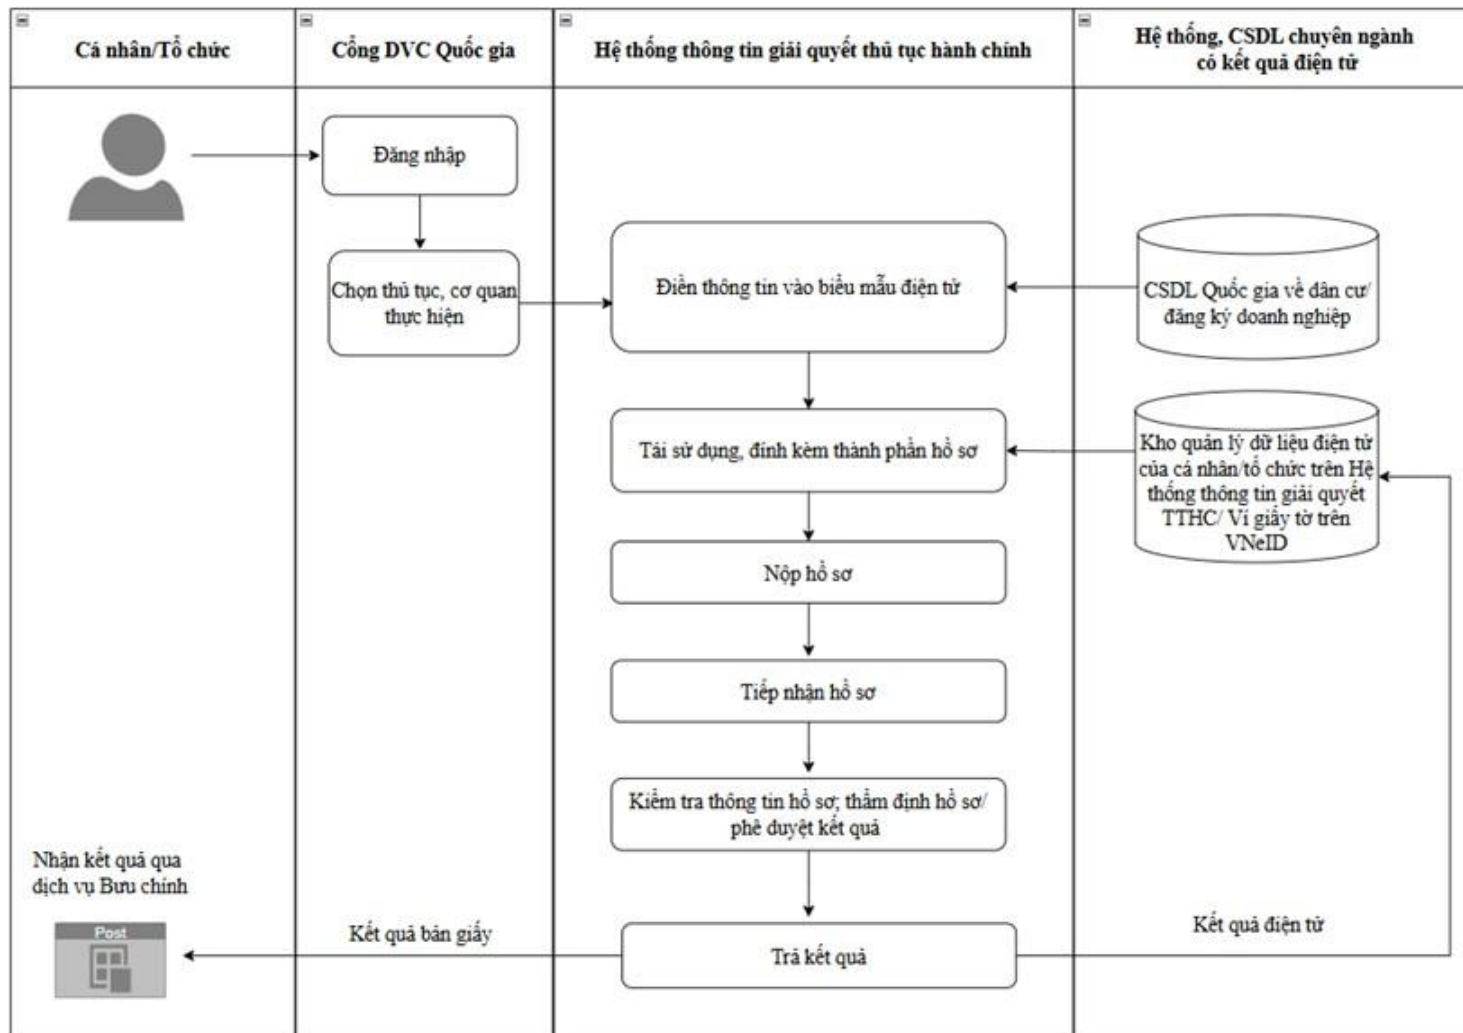 Cá nhân/Tổ chức
Cổng DVC Quốc gia
Hệ thống thông tin giải quyết thủ tục hành chính
Hệ thống, CSDL chuyên ngành
có kết quả điện tử
Đăng nhập
Chọn thủ tục, cơ quan
thực hiện
Điền thông tin vào biểu mẫu điện tử
CSDL Quốc gia về dân cư/
đăng ký doanh nghiệp
Tái sử dụng, đính kèm thành phần hồ sơ
Kho quản lý dữ liệu điện tử
của cá nhân/tổ chức trên Hệ
thống thông tin giải quyết
TTHC/ Ví giấy tờ trên
VNeID
Nộp hồ sơ
Tiếp nhận hồ sơ
Kiểm tra thông tin hồ sơ; thẩm định hồ sơ/
phê duyệt kết quả
Nhận kết quả qua
dịch vụ Bưu chính
Post
Kết quả bản giấy
Trả kết quả
Kết quả điện tử